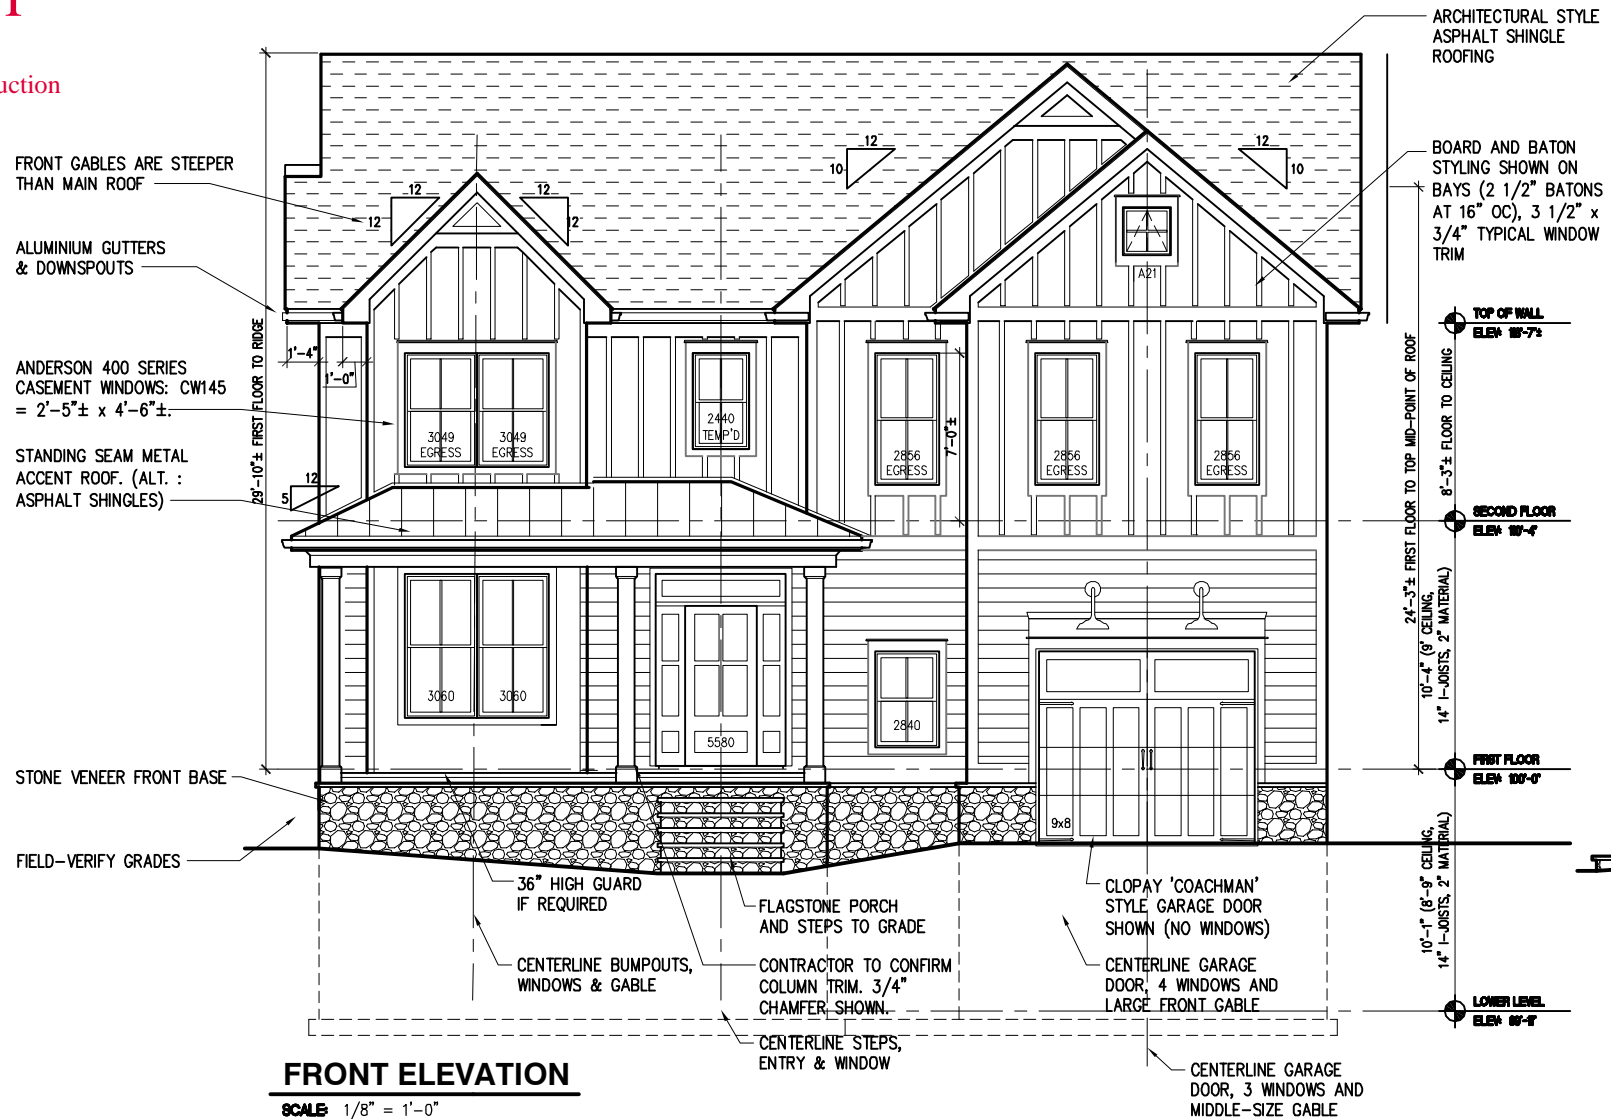 uction
ARCHITECTURAL STYLE
ASPHALT SHINGLE
ROOFING
FRONT GABLES ARE STEEPER
THAN MAIN ROOF
BOARD AND BATON
STYLING SHOWN ON
BAYS (2 1/2" BATONS
AT 16" OC), 3 1/2" x
3/4" TYPICAL WINDOW
TRIM
12
10
12
10
12
12
12
12
ALUMINIUM GUTTERS
& DOWNSPOUTS
A21
TOP OF WALL
ELEV:
1'-4"
1'-0"
ANDERSON 400 SERIES
CASEMENT WINDOWS: CW145
= 2'-5"± x 4'-6"±.
29'-10"± FIRST FLOOR TO RIDGE
3049
EGRESS
3049
EGRESS
2440
TEMP'D
7'-0"±
2856
EGRESS
2856
EGRESS
2856
EGRESS
24'-3"± FIRST FLOOR TO TOP MID-POINT OF ROOF
8'-3"± FLOOR TO CEILING
STANDING SEAM METAL
ACCENT ROOF. (ALT. :
ASPHALT SHINGLES)
12
5
SECOND FLOOR
ELEV: 110'-4"
10'-4" (9' CEILING,
14" I-JOISTS, 2" MATERIAL)
3060
3060
5580
2840
STONE VENEER FRONT BASE
FIRST FLOOR
ELEV: 100'-0"
9x8
FIELD-VERIFY GRADES
10'-1" (8'-9" CEILING,
14" I-JOISTS, 2" MATERIAL)
36" HIGH GUARD
IF REQUIRED
FLAGSTONE PORCH
AND STEPS TO GRADE
CLOPAY 'COACHMAN'
STYLE GARAGE DOOR
SHOWN (NO WINDOWS)
CENTERLINE BUMPOUTS,
WINDOWS & GABLE
CONTRACTOR TO CONFIRM
COLUMN TRIM. 3/4"
CHAMFER SHOWN.
CENTERLINE GARAGE
DOOR, 4 WINDOWS AND
LARGE FRONT GABLE
LOWER LEVEL
ELEV:
CENTERLINE STEPS,
ENTRY & WINDOW
CENTERLINE GARAGE
DOOR, 3 WINDOWS AND
MIDDLE-SIZE GABLE
FRONT ELEVATION
SCALE: 1/8" = 1'-0"